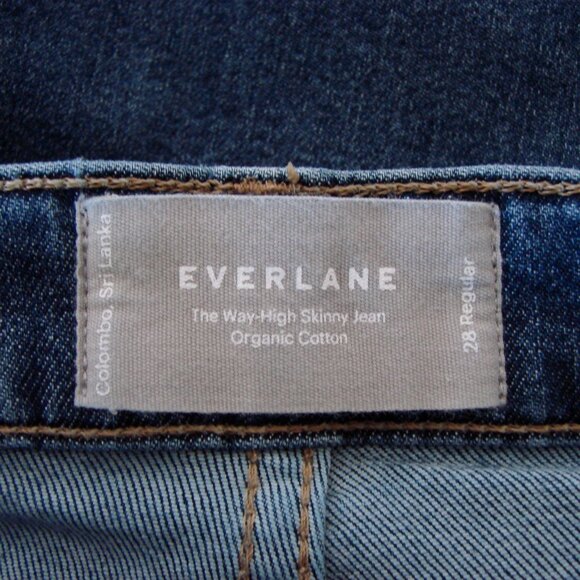 Colombo, Sri Lanka
EVERLANE
The Way-High Skinny Jean
Organic Cotton
28 Regular